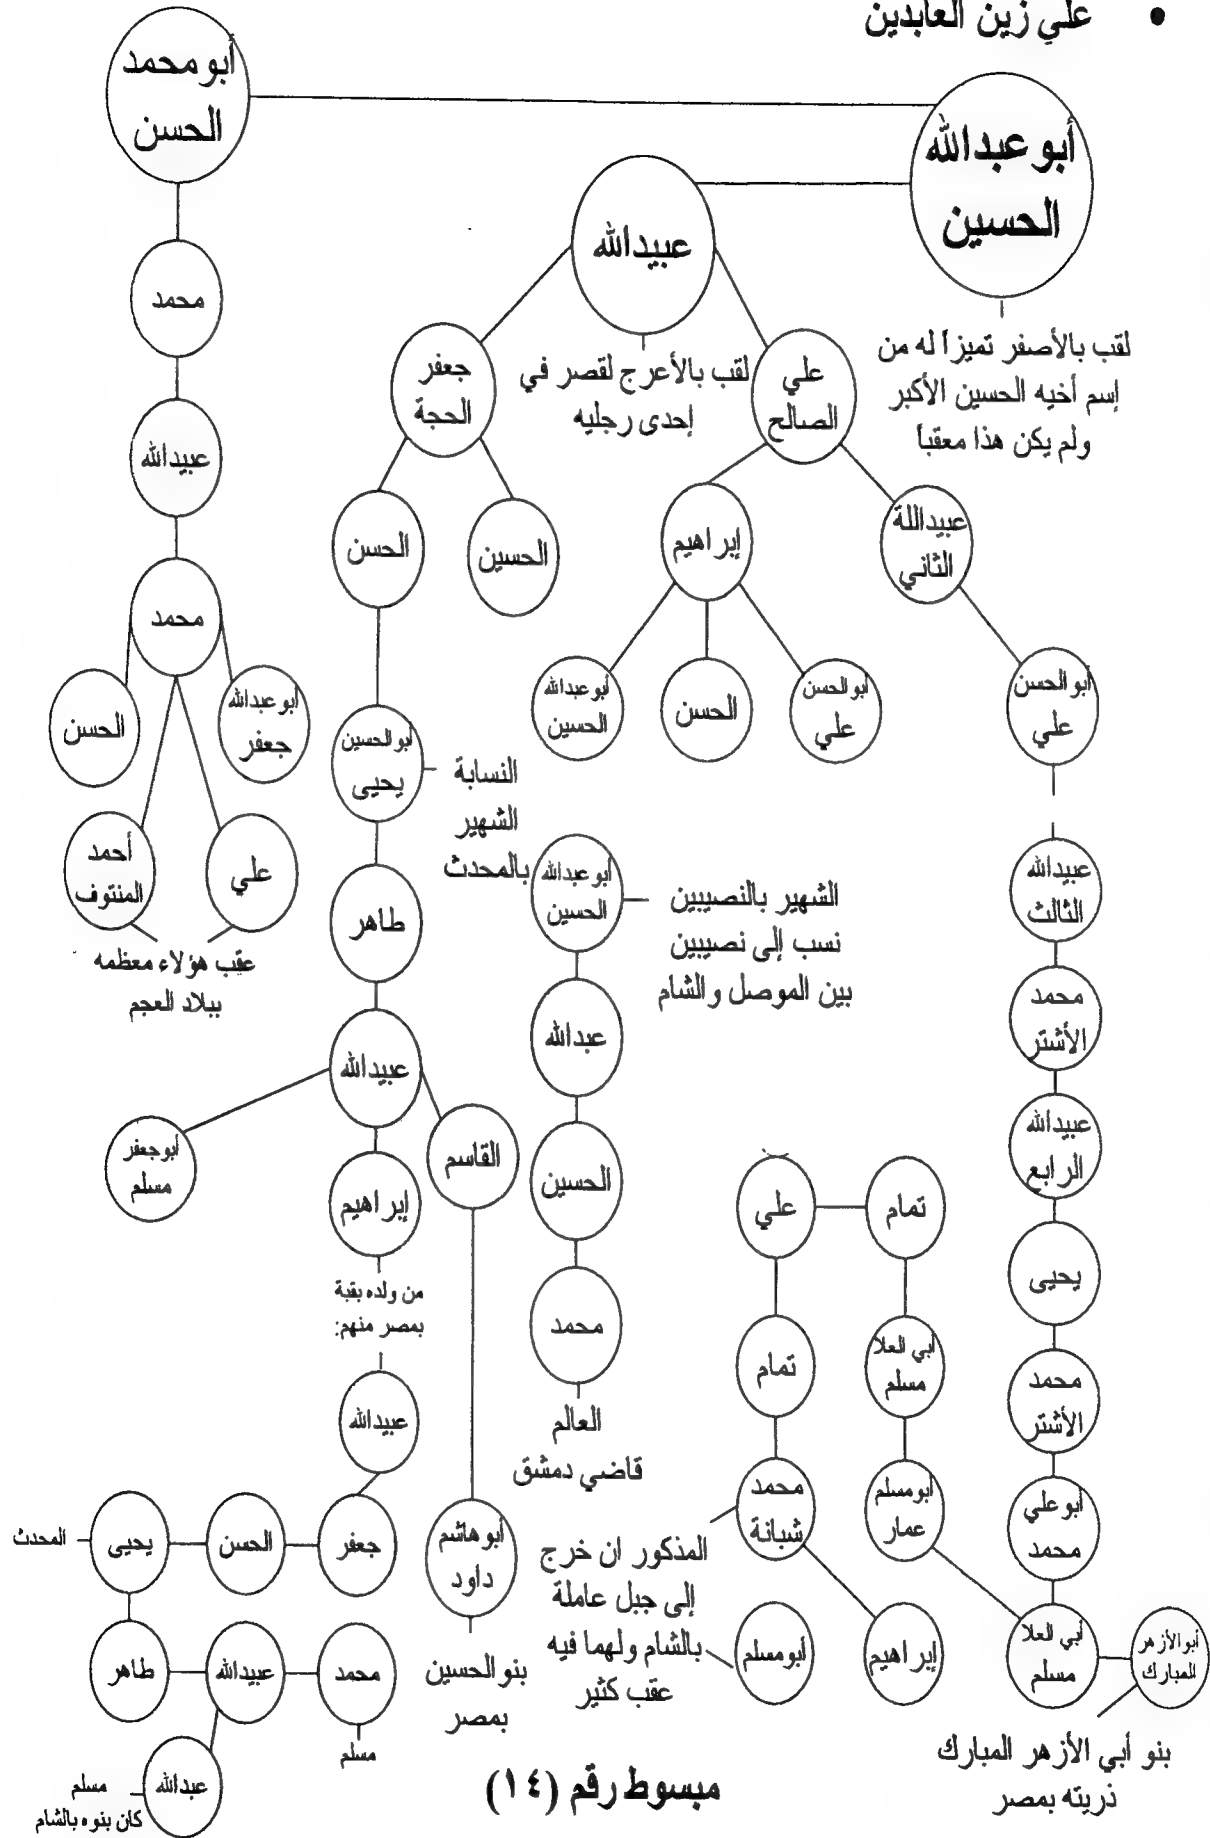 • علي زين العابدين
أبو عبدالله
الحسين
لقب بالأصفر تميزاً له من
إسم أخيه الحسين الأكبر
ولم يكن هذا معقباً
أبو محمد
الحسن
عبيدالله
لقب بالأعرج لقصر في
إحدى رجليه
علي
الصالح
جعفر
الحجة
عبيداللة
الثاني
إبراهيم
الحسين
الحسن
أبو الحسن
علي
أبو الحسن
علي
الحسن
أبو عبدالله
الحسين
عبيدالله
الثالث
محمد
الأشتر
عبيدالله
الرابع
يحيى
محمد
الأشتر
أبو علي
محمد
أبي العلا
مسلم
أبو الأزهر
المبارك
بنو أبي الأزهر المبارك
ذريته بمصر
أبو مسلم
عمار
أبي العلا
مسلم
تمام
علي
تمام
محمد
شبانة
إبراهيم
أبو مسلم
المذكور ان خرج
إلى جبل عاملة
بالشام ولهما فيه
عقب كثير
أبو عبدالله
الحسين
الشهير بالنصيبين
نسب إلى نصيبين
بين الموصل والشام
عبدالله
الحسين
محمد
العالم
قاضي دمشق
أبو الحسين
يحيى
النسابة
الشهير
بالمحدث
طاهر
عبيدالله
القاسم
إبراهيم
أبو جعفر
مسلم
أبو هاشم
داود
بنو الحسين
بمصر
من ولده بقبة
بمصر منهم:
عبيدالله
جعفر
الحسن
يحيى
المحدث
طاهر
عبيدالله
محمد
مسلم
عبدالله
مسلم
كان بنوه بالشام
محمد
عبيدالله
محمد
أبو عبدالله
جعفر
الحسن
علي
أحمد
المنتوف
عقب هؤلاء معظمه
ببلاد العجم
مبسوط رقم (١٤)